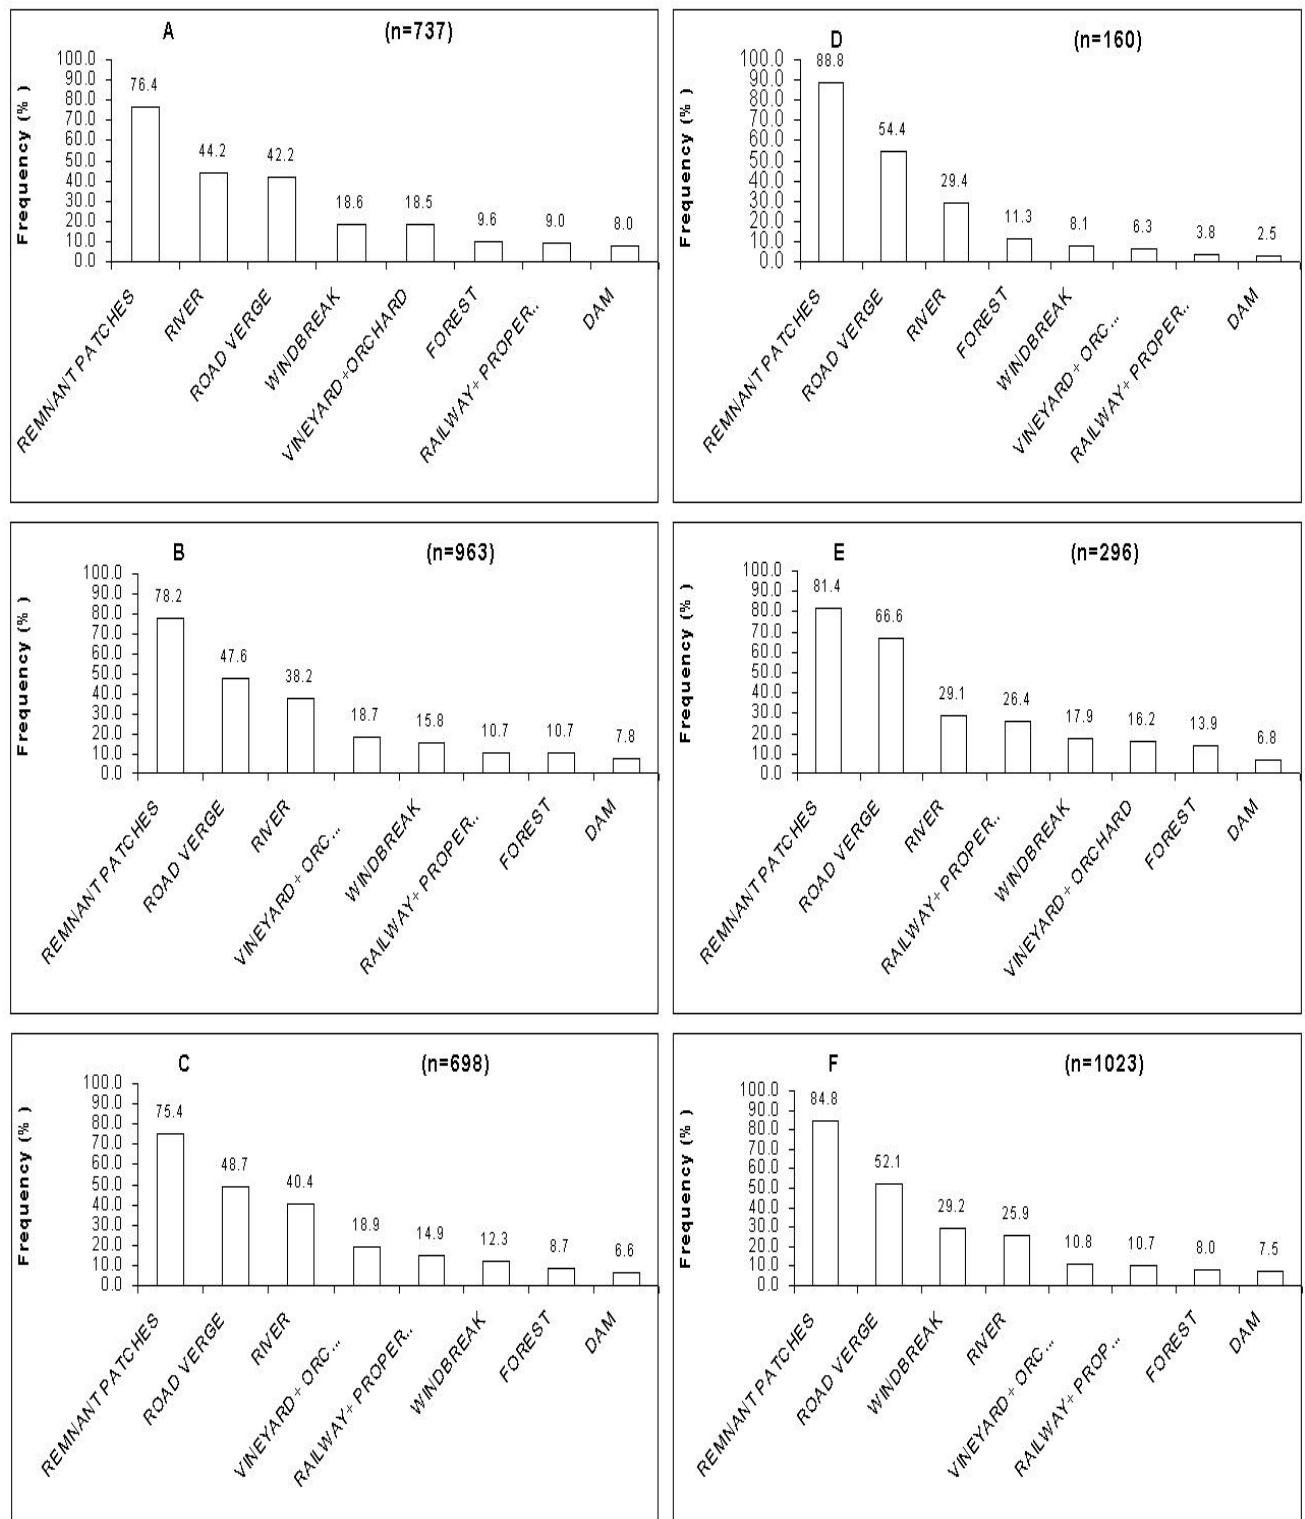 A (n=737)
Frequency (% )
100.0
90.0
80.0
70.0
60.0
50.0
40.0
30.0
20.0
10.0
0.0
76.4
44.2
42.2
18.6
18.5
9.6
9.0
8.0
REMNANT PATCHES
RIVER
ROAD VERGE
WINDBREAK
VINEYARD+ORCHARD
FOREST
RAILWAY+ PROPER..
DAM
D (n=160)
Frequency (% )
100.0
90.0
80.0
70.0
60.0
50.0
40.0
30.0
20.0
10.0
0.0
88.8
54.4
29.4
11.3
8.1
6.3
3.8
2.5
REMNANT PATCHES
ROAD VERGE
RIVER
FOREST
WINDBREAK
VINEYARD+ ORC...
RAILWAY+ PROPER..
DAM
B (n=963)
Frequency (% )
100.0
90.0
80.0
70.0
60.0
50.0
40.0
30.0
20.0
10.0
0.0
78.2
47.6
38.2
18.7
15.8
10.7
10.7
7.8
REMNANT PATCHES
ROAD VERGE
RIVER
VINEYARD+ ORC...
WINDBREAK
RAILWAY+ PROPER..
FOREST
DAM
E (n=296)
Frequency (% )
100.0
90.0
80.0
70.0
60.0
50.0
40.0
30.0
20.0
10.0
0.0
81.4
66.6
29.1
26.4
17.9
16.2
13.9
6.8
REMNANT PATCHES
ROAD VERGE
RIVER
RAILWAY+ PROPER..
WINDBREAK
VINEYARD+ ORCHARD
FOREST
DAM
C (n=698)
Frequency (% )
100.0
90.0
80.0
70.0
60.0
50.0
40.0
30.0
20.0
10.0
0.0
75.4
48.7
40.4
18.9
14.9
12.3
8.7
6.6
REMNANT PATCHES
ROAD VERGE
RIVER
VINEYARD+ ORC...
RAILWAY+ PROPER..
WINDBREAK
FOREST
DAM
F (n=1023)
Frequency (% )
100.0
90.0
80.0
70.0
60.0
50.0
40.0
30.0
20.0
10.0
0.0
84.8
52.1
29.2
25.9
10.8
10.7
8.0
7.5
REMNANT PATCHES
ROAD VERGE
WINDBREAK
RIVER
VINEYARD+ ORC...
RAILWAY+ PROP...
FOREST
DAM